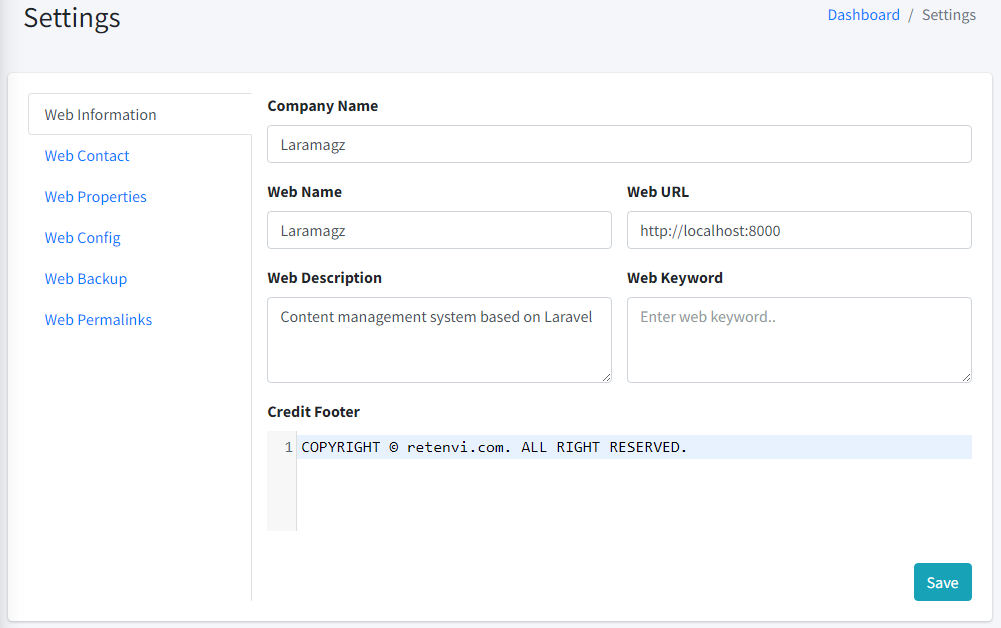 Settings
Dashboard / Settings
Web Information
Web Contact
Web Properties
Web Config
Web Backup
Web Permalinks
Company Name
Laramagz
Web Name
Web URL
Laramagz
http://localhost:8000
Web Description
Web Keyword
Content management system based on Laravel
Enter web keyword..
Credit Footer
1 COPYRIGHT © retenvi.com. ALL RIGHT RESERVED.
Save